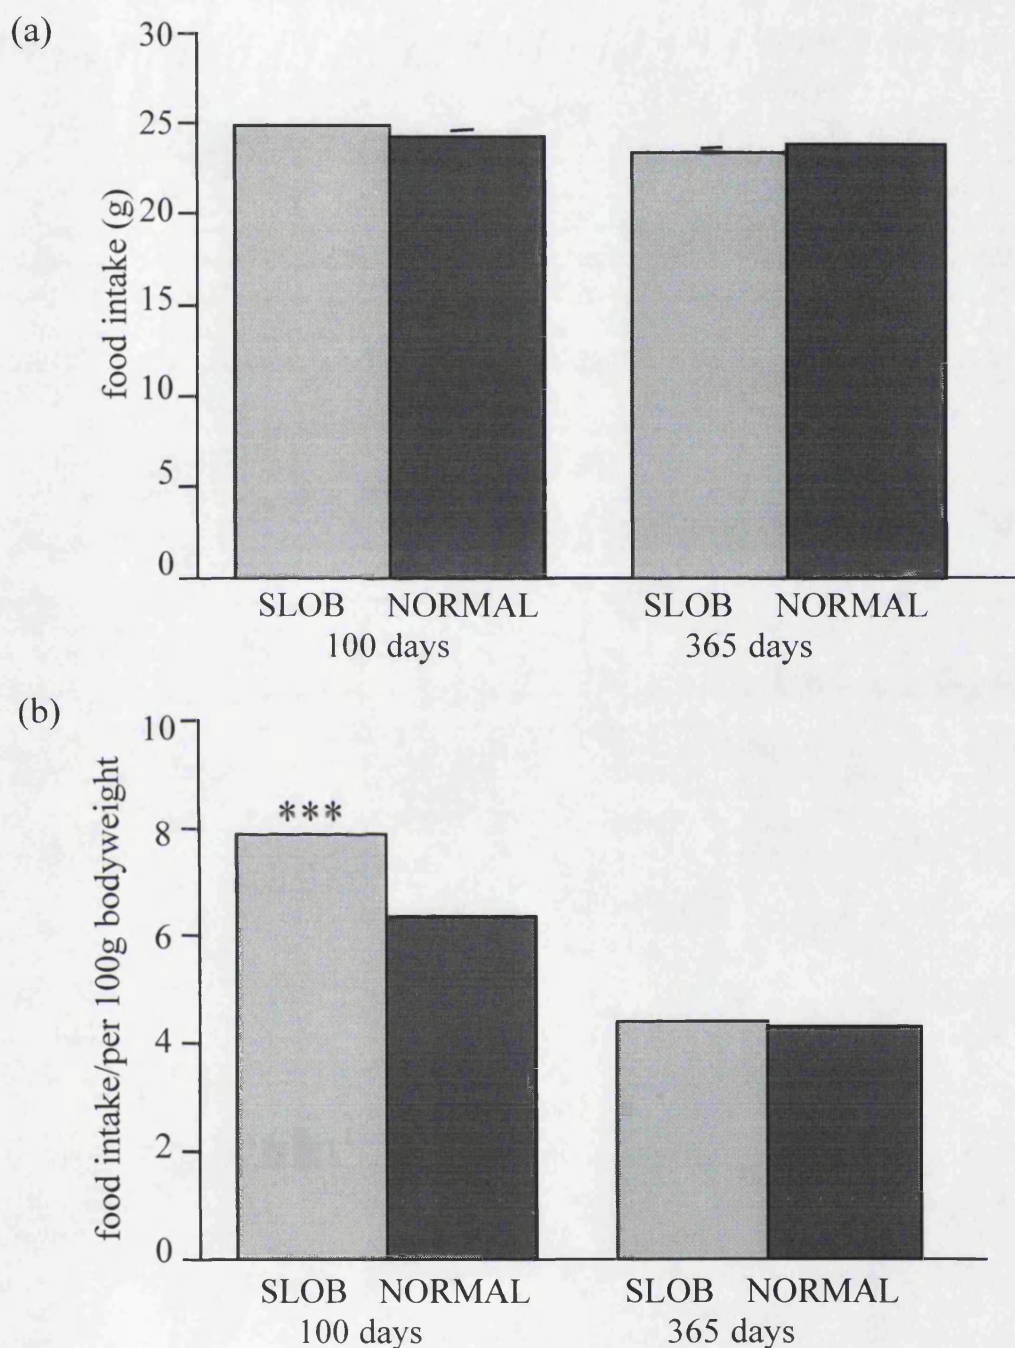 (a)
food intake (g)
30
25
20
15
10
5
0
SLOB NORMAL SLOB NORMAL
100 days 365 days
(b)
food intake/per 100g bodyweight
10
8
6
4
2
0
***
SLOB NORMAL SLOB NORMAL
100 days 365 days